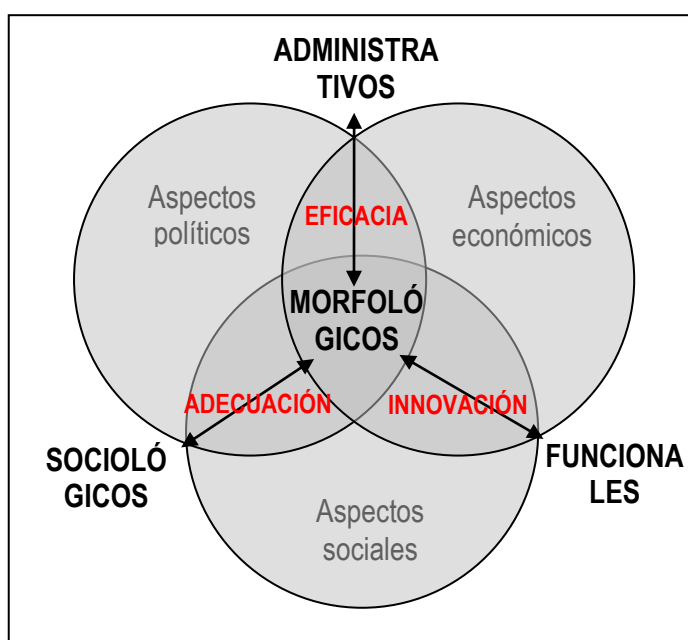 ADMINISTRA
TIVOS
Aspectos
políticos
Aspectos
económicos
EFICACIA
MORFOLÓ
GICOS
ADECUACIÓN
INNOVACIÓN
SOCIOLÓ
GICOS
FUNCIONA
LES
Aspectos
sociales